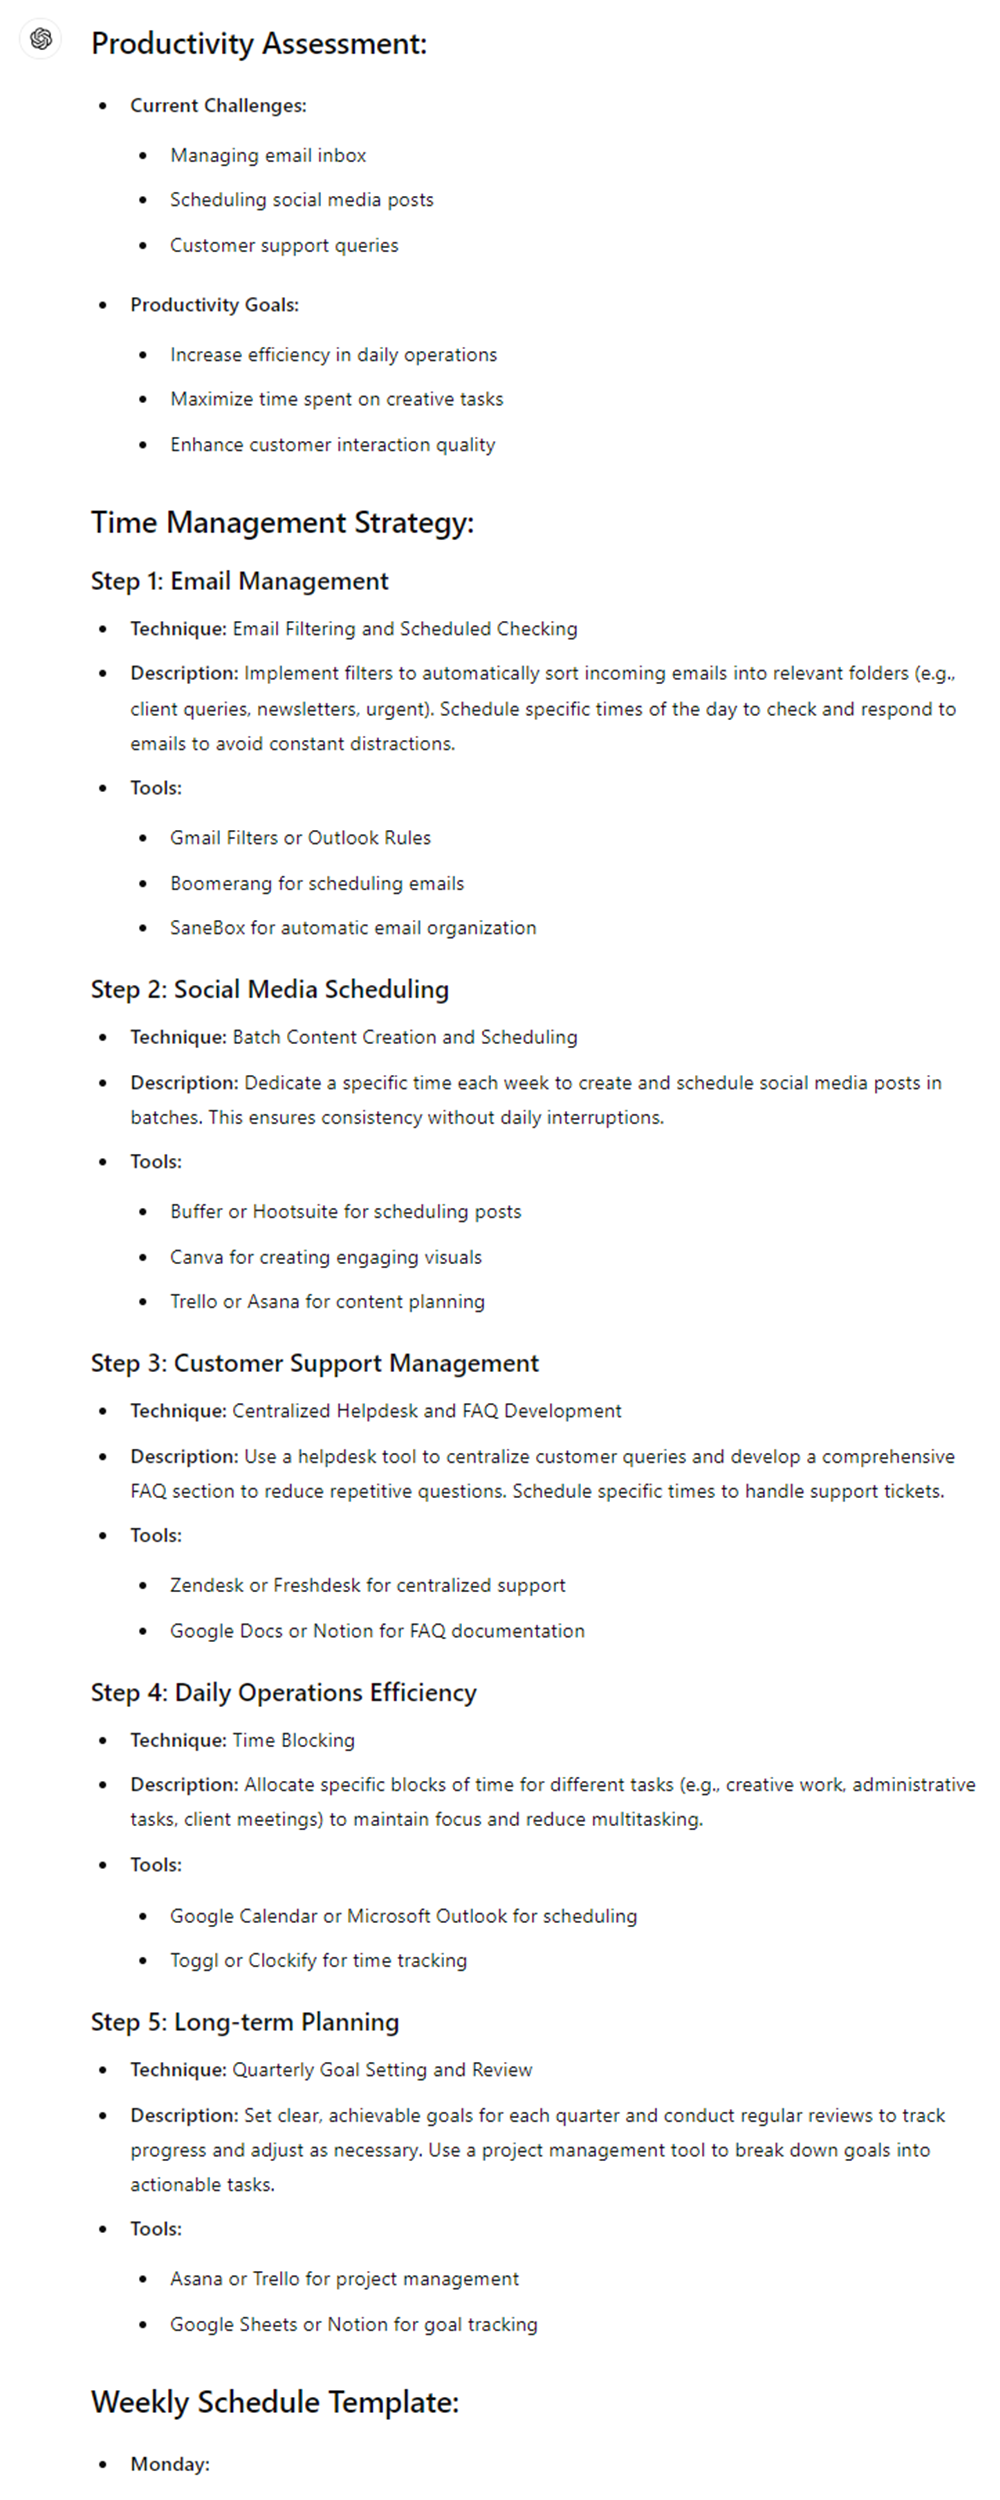 Productivity Assessment:
Current Challenges:
Managing email inbox
Scheduling social media posts
Customer support queries
Productivity Goals:
Increase efficiency in daily operations
Maximize time spent on creative tasks
Enhance customer interaction quality
Time Management Strategy:
Step 1: Email Management
Technique: Email Filtering and Scheduled Checking
Description: Implement filters to automatically sort incoming emails into relevant folders (e.g.,
client queries, newsletters, urgent). Schedule specific times of the day to check and respond to
emails to avoid constant distractions.
Tools:
Gmail Filters or Outlook Rules
Boomerang for scheduling emails
SaneBox for automatic email organization
Step 2: Social Media Scheduling
Technique: Batch Content Creation and Scheduling
Description: Dedicate a specific time each week to create and schedule social media posts in
batches. This ensures consistency without daily interruptions.
Tools:
Buffer or Hootsuite for scheduling posts
Canva for creating engaging visuals
Trello or Asana for content planning
Step 3: Customer Support Management
Technique: Centralized Helpdesk and FAQ Development
Description: Use a helpdesk tool to centralize customer queries and develop a comprehensive
FAQ section to reduce repetitive questions. Schedule specific times to handle support tickets.
Tools:
Zendesk or Freshdesk for centralized support
Google Docs or Notion for FAQ documentation
Step 4: Daily Operations Efficiency
Technique: Time Blocking
Description: Allocate specific blocks of time for different tasks (e.g., creative work, administrative
tasks, client meetings) to maintain focus and reduce multitasking.
Tools:
Google Calendar or Microsoft Outlook for scheduling
Toggl or Clockify for time tracking
Step 5: Long-term Planning
Technique: Quarterly Goal Setting and Review
Description: Set clear, achievable goals for each quarter and conduct regular reviews to track
progress and adjust as necessary. Use a project management tool to break down goals into
actionable tasks.
Tools:
Asana or Trello for project management
Google Sheets or Notion for goal tracking
Weekly Schedule Template:
Monday: